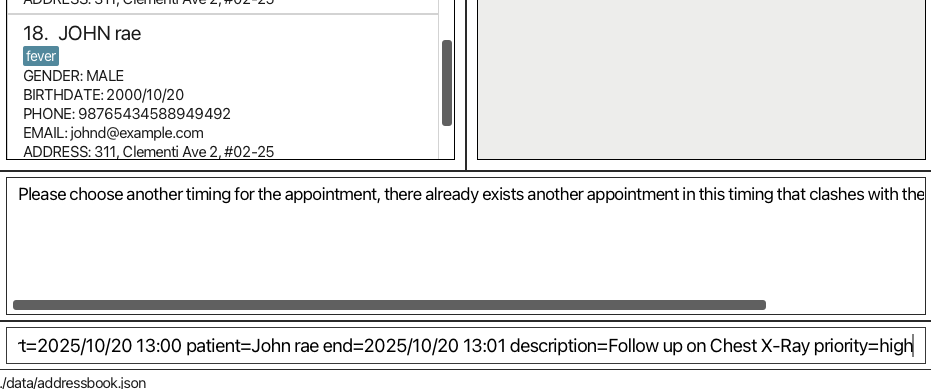 ADDRESS: 311, Clementi Ave 2, #02-25
18. JOHN rae
fever
GENDER: MALE
BIRTHDATE: 2000/10/20
PHONE: 98765434588949492
EMAIL: johnd@example.com
ADDRESS: 311, Clementi Ave 2, #02-25
Please choose another timing for the appointment, there already exists another appointment in this timing that clashes with the
t=2025/10/20 13:00 patient=John rae end=2025/10/20 13:01 description=Follow up on Chest X-Ray priority=high
./data/addressbook.json